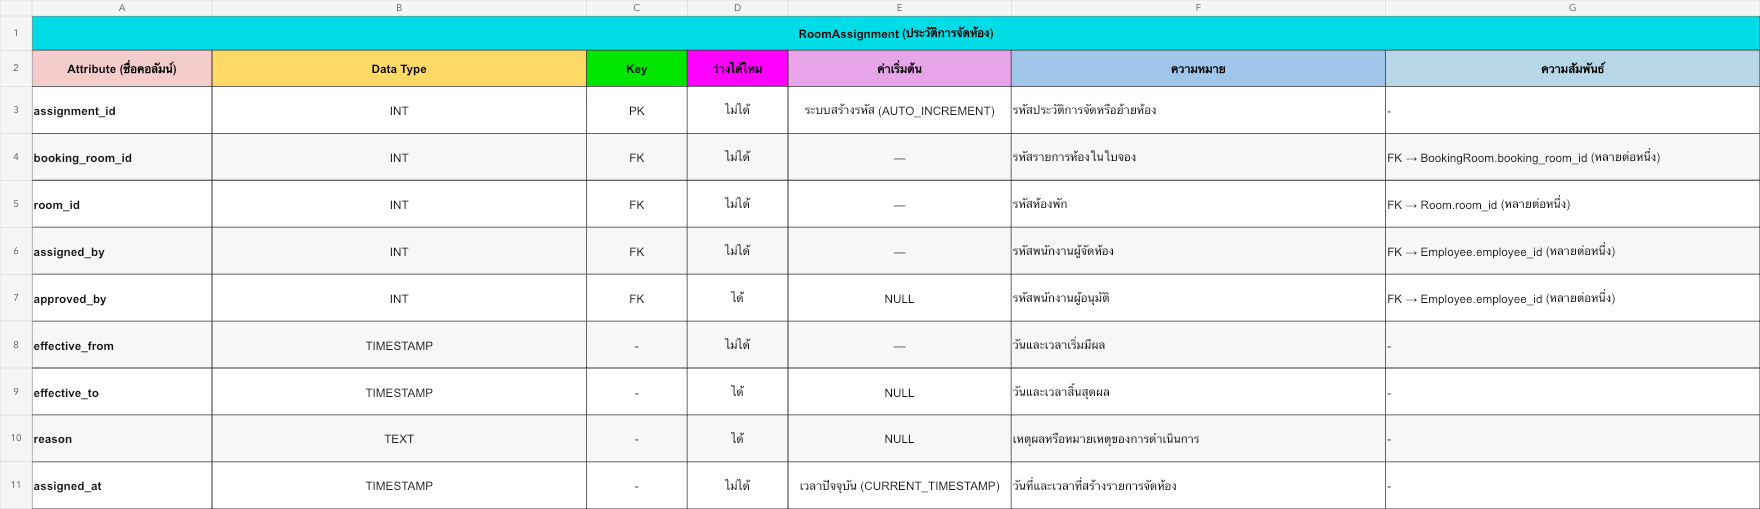 A B C D E F G
1 RoomAssignment (ประวัติการจัดห้อง)
2 Attribute (ชื่อคอลัมน์) Data Type Key ว่างได้ไหม ค่าเริ่มต้น ความหมาย ความสัมพันธ์
3 assignment_id INT PK ไม่ได้ ระบบสร้างรหัส (AUTO_INCREMENT) รหัสประวัติการจัดหรือย้ายห้อง -
4 booking_room_id INT FK ไม่ได้ — รหัสรายการห้องในใบจอง FK → BookingRoom.booking_room_id (หลายต่อหนึ่ง)
5 room_id INT FK ไม่ได้ — รหัสห้องพัก FK → Room.room_id (หลายต่อหนึ่ง)
6 assigned_by INT FK ไม่ได้ — รหัสพนักงานผู้จัดห้อง FK → Employee.employee_id (หลายต่อหนึ่ง)
7 approved_by INT FK ได้ NULL รหัสพนักงานผู้อนุมัติ FK → Employee.employee_id (หลายต่อหนึ่ง)
8 effective_from TIMESTAMP - ไม่ได้ — วันและเวลาเริ่มมีผล -
9 effective_to TIMESTAMP - ได้ NULL วันและเวลาสิ้นสุดผล -
10 reason TEXT - ได้ NULL เหตุผลหรือหมายเหตุของการดำเนินการ -
11 assigned_at TIMESTAMP - ไม่ได้ เวลาปัจจุบัน (CURRENT_TIMESTAMP) วันที่และเวลาที่สร้างรายการจัดห้อง -